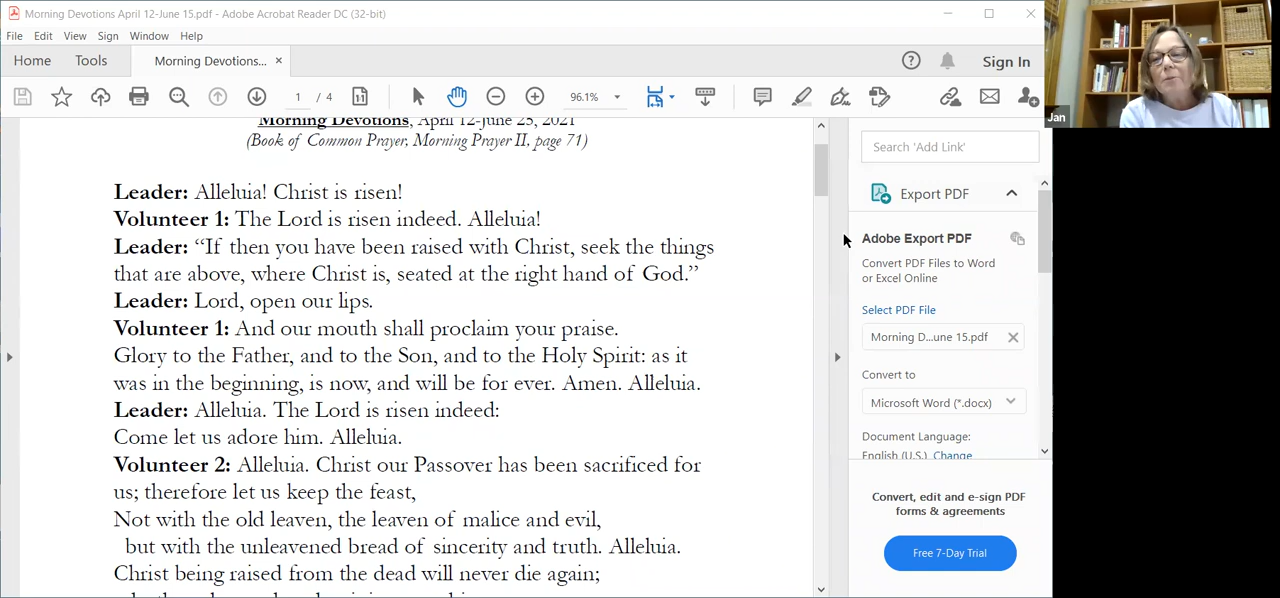 Morning Devotions April 12-June 15.pdf - Adobe Acrobat Reader DC (32-bit)
File Edit View Sign Window Help
Home Tools Morning Devotions... × Sign In
1 / 4 96.1%
Jan
Morning Devotions, April 12-June 25, 2021
(Book of Common Prayer, Morning Prayer II, page 71)
Leader: Alleluia! Christ is risen!
Volunteer 1: The Lord is risen indeed. Alleluia!
Leader: “If then you have been raised with Christ, seek the things
that are above, where Christ is, seated at the right hand of God.”
Leader: Lord, open our lips.
Volunteer 1: And our mouth shall proclaim your praise.
Glory to the Father, and to the Son, and to the Holy Spirit: as it
was in the beginning, is now, and will be for ever. Amen. Alleluia.
Leader: Alleluia. The Lord is risen indeed:
Come let us adore him. Alleluia.
Volunteer 2: Alleluia. Christ our Passover has been sacrificed for
us; therefore let us keep the feast,
Not with the old leaven, the leaven of malice and evil,
but with the unleavened bread of sincerity and truth. Alleluia.
Christ being raised from the dead will never die again;
Search 'Add Link'
Export PDF
Adobe Export PDF
Convert PDF Files to Word
or Excel Online
Select PDF File
Morning D...une 15.pdf
Convert to
Microsoft Word (*.docx)
Document Language:
English (U.S.) Change
Convert, edit and e-sign PDF
forms & agreements
Free 7-Day Trial